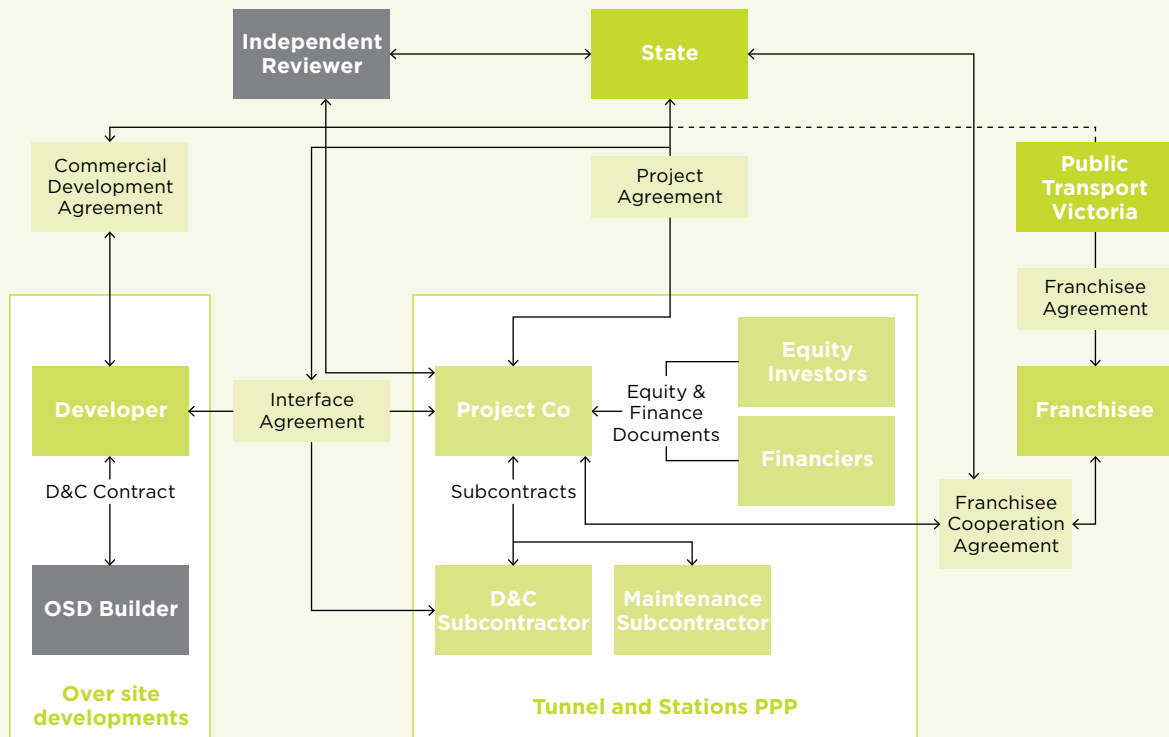 Independent
Reviewer
State
Commercial
Development
Agreement
Project
Agreement
Public
Transport
Victoria
Franchisee
Agreement
Developer
Interface
Agreement
Project Co
Equity &
Finance
Documents
Equity
Investors
Financiers
Franchisee
D&C Contract
Subcontracts
Franchisee
Cooperation
Agreement
OSD Builder
D&C
Subcontractor
Maintenance
Subcontractor
Over site
developments
Tunnel and Stations PPP